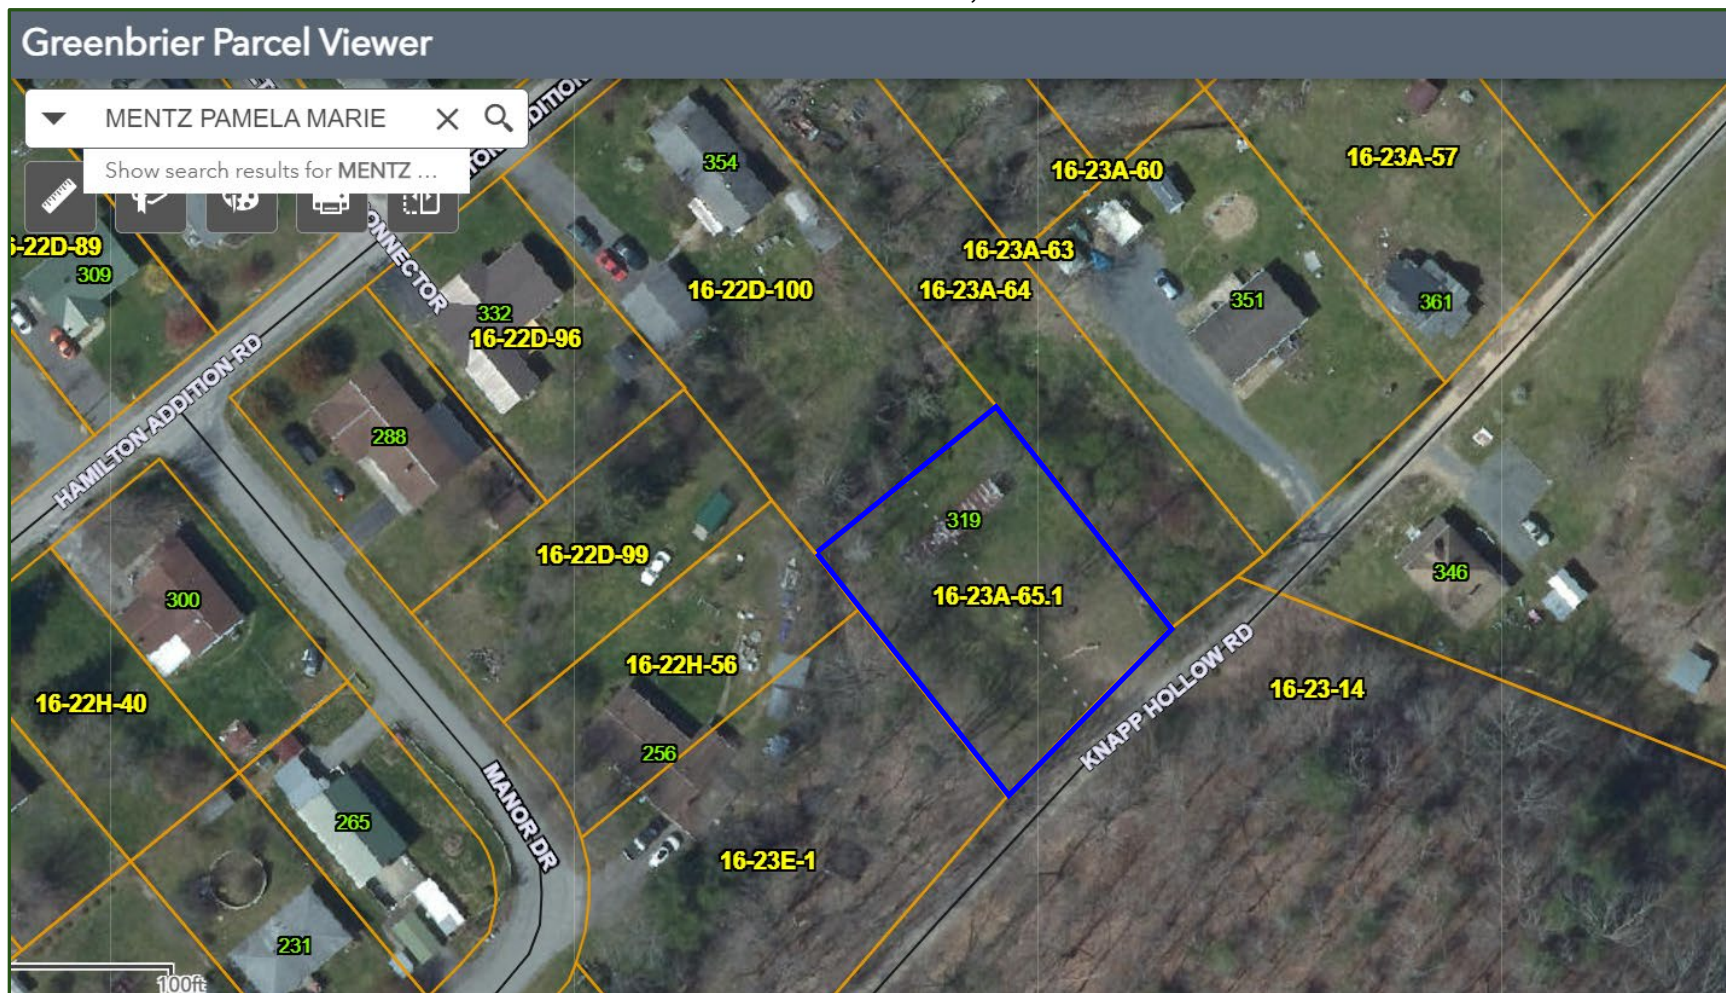 Greenbrier Parcel Viewer
MENTZ PAMELA MARIE
Show search results for MENTZ ...
354
16-23A-60
16-23A-57
-22D-89
309
CONNECTOR
16-23A-63
16-22D-100
16-23A-64
351
361
332
16-22D-96
HAMILTON ADDITION RD
288
319
16-22D-99
346
16-23A-65.1
300
16-22H-56
KNAPP HOLLOW RD
16-23-14
16-22H-40
256
MANOR DR
265
16-23E-1
231
100ft